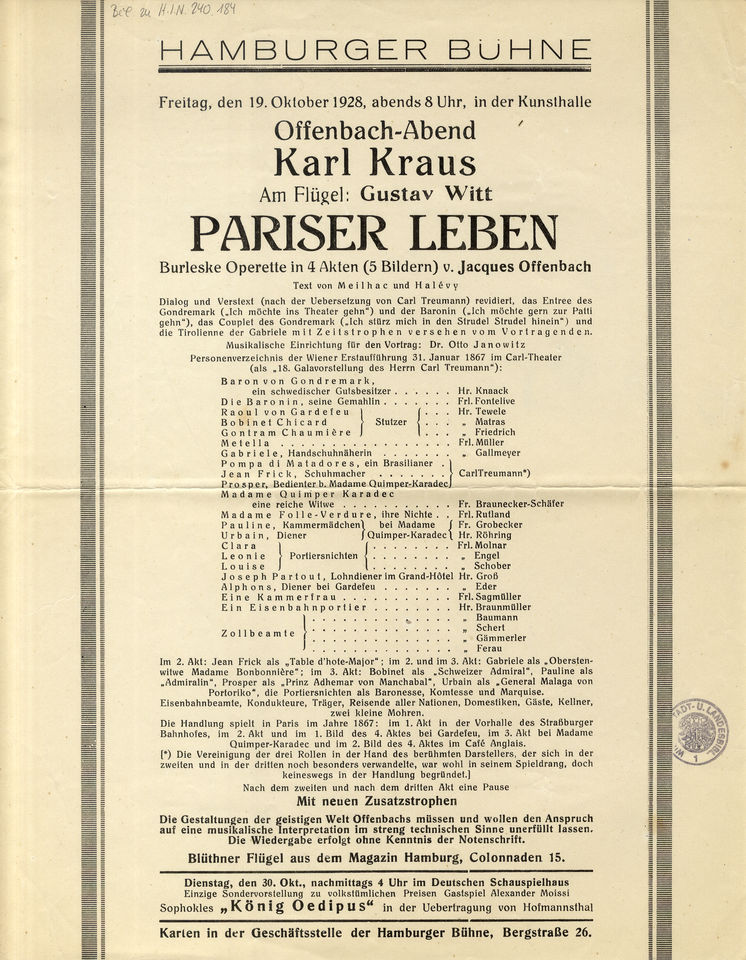 Beil. zu H.I.N. 240.184
HAMBURGER BÜHNE
Freitag, den 19. Oktober 1928, abends 8 Uhr, in der Kunsthalle
Offenbach-Abend
Karl Kraus
Am Flügel: Gustav Witt
PARISER LEBEN
Burleske Operette in 4 Akten (5 Bildern) v. Jacques Offenbach
Text von Meilhac und Halévy
Dialog und Verstext (nach der Uebersetzung von Carl Treumann) revidiert, das Entree des
Gondremark („Ich möchte ins Theater gehn“) und der Baronin („Ich möchte gern zur Patti
gehn“), das Couplet des Gondremark („Ich stürz mich in den Strudel Strudel hinein“) und
die Tirolienne der Gabriele mit Zeitstrophen versehen vom Vortragenden.
Musikalische Einrichtung für den Vortrag: Dr. Otto Janowitz
Personenverzeichnis der Wiener Erstaufführung 31. Januar 1867 im Carl-Theater
(als „18. Galavorstellung des Herrn Carl Treumann“):
Baron von Gondremark,
ein schwedischer Gutsbesitzer . . . . . . Hr. Knaack
Die Baronin, seine Gemahlin . . . . . . . Frl. Fontelive
Raoul von Gardefeu } { . . . Hr. Tewele
Bobinet Chicard } Stutzer { . . . „ Matras
Gontram Chaumière } { . . . „ Friedrich
Metella . . . . . . . . . . . . . . . . . Frl. Müller
Gabriele, Handschuhnäherin . . . . . . . „ Gallmeyer
Pompa di Matadores, ein Brasilianer . }
Jean Frick, Schuhmacher . . . . . . . } Carl Treumann*)
Prosper, Bedienter b. Madame Quimper-Karadec }
Madame Quimper Karadec
eine reiche Witwe . . . . . . . . . . . Fr. Braunecker-Schäfer
Madame Folle-Verdure, ihre Nichte . . Frl. Rutland
Pauline, Kammermädchen } bei Madame { Fr. Grobecker
Urbain, Diener } Quimper-Karadec { Hr. Röhring
Clara } { . . . . . . . . Frl. Molnar
Leonie } Portiersnichten { . . . . . . . . „ Engel
Louise } { . . . . . . . . „ Schober
Joseph Partout, Lohndiener im Grand-Hôtel Hr. Groß
Alphons, Diener bei Gardefeu . . . . . . . „ Eder
Eine Kammerfrau . . . . . . . . . . . Frl. Sagmüller
Ein Eisenbahnportier . . . . . . . . . Hr. Braunmüller
} . . . . . . . . . . . . . „ Baumann
Zollbeamte } . . . . . . . . . . . . . „ Schert
} . . . . . . . . . . . . . „ Gämmerler
} . . . . . . . . . . . . . „ Ferau
Im 2. Akt: Jean Frick als „Table d'hote-Major“; im 2. und im 3. Akt: Gabriele als „Obersten-
witwe Madame Bonbonnière“; im 3. Akt: Bobinet als „Schweizer Admiral“, Pauline als
„Admiralin“, Prosper als „Prinz Adhemar von Manchabal“, Urbain als „General Malaga von
Portoriko“, die Portiersnichten als Baronesse, Komtesse und Marquise.
Eisenbahnbeamte, Kondukteure, Träger, Reisende aller Nationen, Domestiken, Gäste, Kellner,
zwei kleine Mohren.
Die Handlung spielt in Paris im Jahre 1867: im 1. Akt in der Vorhalle des Straßburger
Bahnhofes, im 2. Akt und im 1. Bild des 4. Aktes bei Gardefeu, im 3. Akt bei Madame
Quimper-Karadec und im 2. Bild des 4. Aktes im Café Anglais.
[*) Die Vereinigung der drei Rollen in der Hand des berühmten Darstellers, der sich in der
zweiten und in der dritten noch besonders verwandelte, war wohl in seinem Spieldrang, doch
keineswegs in der Handlung begründet.]
Nach dem zweiten und nach dem dritten Akt eine Pause
Mit neuen Zusatzstrophen
Die Gestaltungen der geistigen Welt Offenbachs müssen und wollen den Anspruch
auf eine musikalische Interpretation im streng technischen Sinne unerfüllt lassen.
Die Wiedergabe erfolgt ohne Kenntnis der Notenschrift.
Blüthner Flügel aus dem Magazin Hamburg, Colonnaden 15.
Dienstag, den 30. Okt., nachmittags 4 Uhr im Deutschen Schauspielhaus
Einzige Sondervorstellung zu volkstümlichen Preisen Gastspiel Alexander Moissi
Sophokles „König Oedipus“ in der Uebertragung von Hofmannsthal
Karten in der Geschäftsstelle der Hamburger Bühne, Bergstraße 26.